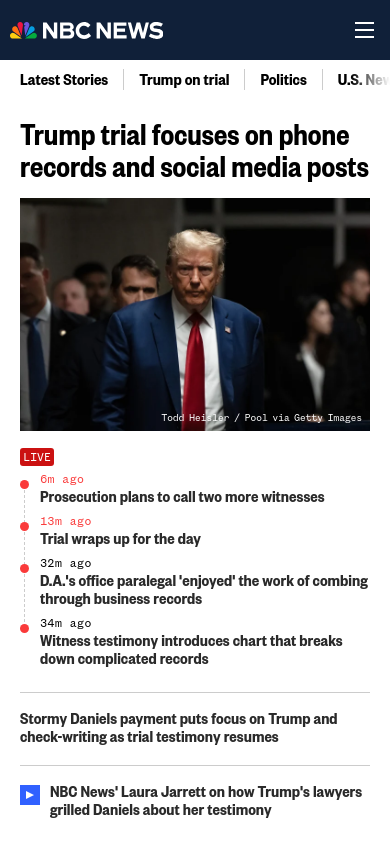 NBC NEWS
Latest Stories
Trump on trial
Politics
U.S.
Trump trial focuses on phone
records and social media posts
Todd Heisler / Pool via Getty Images
LIVE
6m ago
Prosecution plans to call two more witnesses
13m ago
Trial wraps up for the day
32m ago
D.A.'s office paralegal 'enjoyed' the work of combing
through business records
34m ago
Witness testimony introduces chart that breaks
down complicated records
Stormy Daniels payment puts focus on Trump and
check-writing as trial testimony resumes
NBC News' Laura Jarrett on how Trump's lawyers
grilled Daniels about her testimony